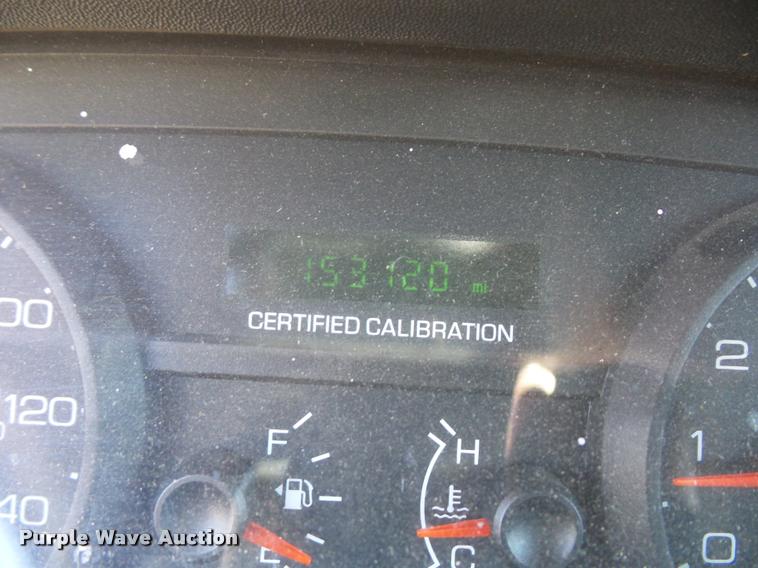 153120 mi
CERTIFIED CALIBRATION
00
120
40
F
E
H
C
2
1
0
Purple Wave Auction